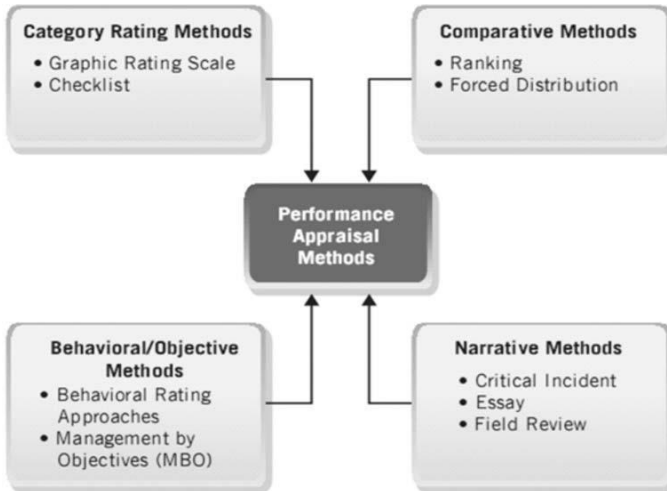 Category Rating Methods
• Graphic Rating Scale
• Checklist
Comparative Methods
• Ranking
• Forced Distribution
Performance
Appraisal
Methods
Behavioral/Objective
Methods
• Behavioral Rating
Approaches
• Management by
Objectives (MBO)
Narrative Methods
• Critical Incident
• Essay
• Field Review